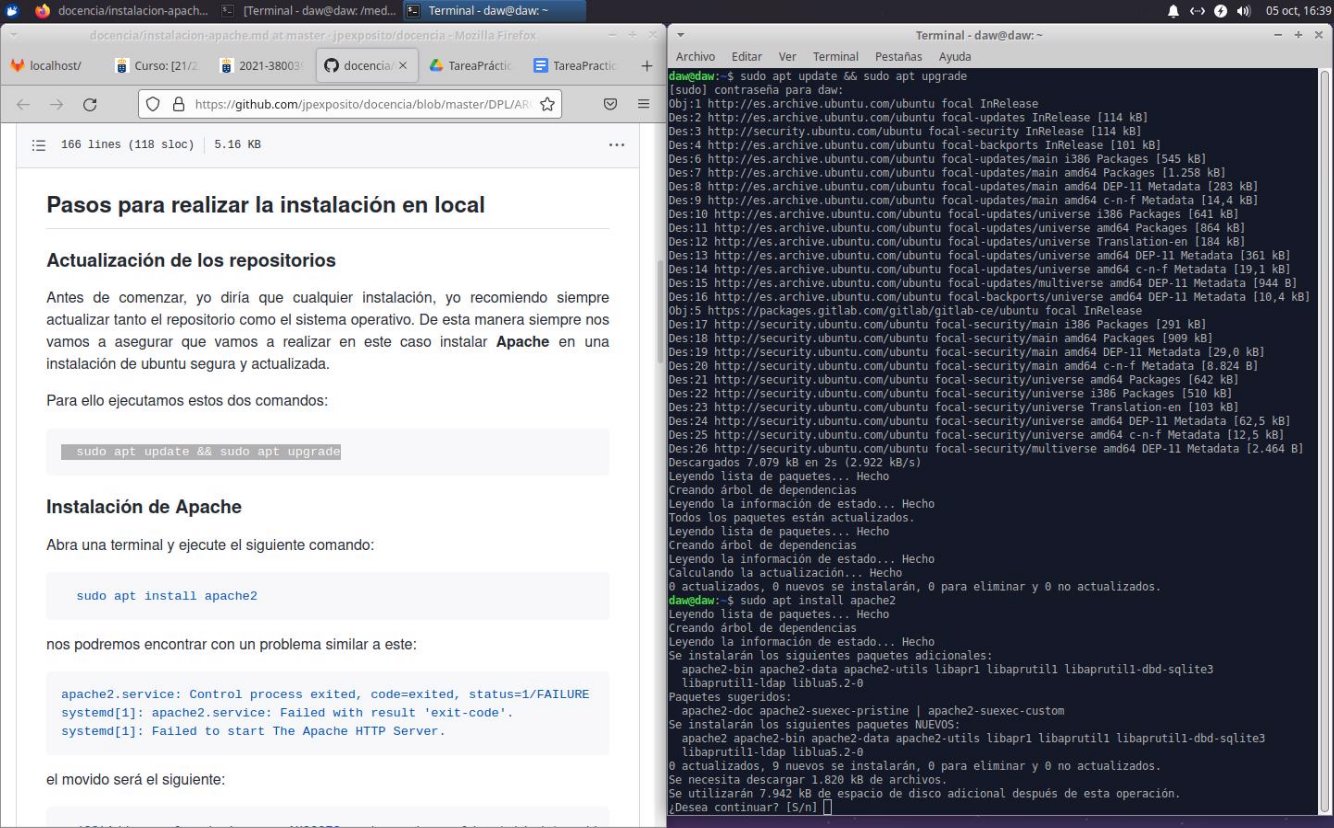 docencia/instalacion-apach...
[Terminal - daw@daw: /med...
Terminal - daw@daw: ~
05 oct, 16:39
docencia/instalacion-apache.md at master · jpexposito/docencia - Mozilla Firefox
localhost/
Curso: [21/2
2021-38003
docencia/
TareaPráctic
TareaPractic
https://github.com/jpexposito/docencia/blob/master/DPL/AR
166 lines (118 sloc)
5.16 KB
Pasos para realizar la instalación en local
Actualización de los repositorios
Antes de comenzar, yo diría que cualquier instalación, yo recomiendo siempre
actualizar tanto el repositorio como el sistema operativo. De esta manera siempre nos
vamos a asegurar que vamos a realizar en este caso instalar Apache en una
instalación de ubuntu segura y actualizada.
Para ello ejecutamos estos dos comandos:
sudo apt update && sudo apt upgrade
Instalación de Apache
Abra una terminal y ejecute el siguiente comando:
sudo apt install apache2
nos podremos encontrar con un problema similar a este:
apache2.service: Control process exited, code=exited, status=1/FAILURE
systemd[1]: apache2.service: Failed with result 'exit-code'.
systemd[1]: Failed to start The Apache HTTP Server.
el movido será el siguiente:
Terminal - daw@daw: ~
Archivo Editar Ver Terminal Pestañas Ayuda
daw@daw:~$ sudo apt update && sudo apt upgrade
[sudo] contraseña para daw:
Obj:1 http://es.archive.ubuntu.com/ubuntu focal InRelease
Des:2 http://es.archive.ubuntu.com/ubuntu focal-updates InRelease [114 kB]
Des:3 http://security.ubuntu.com/ubuntu focal-security InRelease [114 kB]
Des:4 http://es.archive.ubuntu.com/ubuntu focal-backports InRelease [101 kB]
Des:6 http://es.archive.ubuntu.com/ubuntu focal-updates/main i386 Packages [545 kB]
Des:7 http://es.archive.ubuntu.com/ubuntu focal-updates/main amd64 Packages [1.258 kB]
Des:8 http://es.archive.ubuntu.com/ubuntu focal-updates/main amd64 DEP-11 Metadata [283 kB]
Des:9 http://es.archive.ubuntu.com/ubuntu focal-updates/main amd64 c-n-f Metadata [14,4 kB]
Des:10 http://es.archive.ubuntu.com/ubuntu focal-updates/universe i386 Packages [641 kB]
Des:11 http://es.archive.ubuntu.com/ubuntu focal-updates/universe amd64 Packages [864 kB]
Des:12 http://es.archive.ubuntu.com/ubuntu focal-updates/universe Translation-en [184 kB]
Des:13 http://es.archive.ubuntu.com/ubuntu focal-updates/universe amd64 DEP-11 Metadata [361 kB]
Des:14 http://es.archive.ubuntu.com/ubuntu focal-updates/universe amd64 c-n-f Metadata [19,1 kB]
Des:15 http://es.archive.ubuntu.com/ubuntu focal-updates/multiverse amd64 DEP-11 Metadata [944 B]
Des:16 http://es.archive.ubuntu.com/ubuntu focal-backports/universe amd64 DEP-11 Metadata [10,4 kB]
Obj:5 https://packages.gitlab.com/gitlab/gitlab-ce/ubuntu focal InRelease
Des:17 http://security.ubuntu.com/ubuntu focal-security/main i386 Packages [291 kB]
Des:18 http://security.ubuntu.com/ubuntu focal-security/main amd64 Packages [909 kB]
Des:19 http://security.ubuntu.com/ubuntu focal-security/main amd64 DEP-11 Metadata [29,0 kB]
Des:20 http://security.ubuntu.com/ubuntu focal-security/main amd64 c-n-f Metadata [8.824 B]
Des:21 http://security.ubuntu.com/ubuntu focal-security/universe amd64 Packages [642 kB]
Des:22 http://security.ubuntu.com/ubuntu focal-security/universe i386 Packages [510 kB]
Des:23 http://security.ubuntu.com/ubuntu focal-security/universe Translation-en [103 kB]
Des:24 http://security.ubuntu.com/ubuntu focal-security/universe amd64 DEP-11 Metadata [62,5 kB]
Des:25 http://security.ubuntu.com/ubuntu focal-security/universe amd64 c-n-f Metadata [12,5 kB]
Des:26 http://security.ubuntu.com/ubuntu focal-security/multiverse amd64 DEP-11 Metadata [2.464 B]
Descargados 7.079 kB en 2s (2.922 kB/s)
Leyendo lista de paquetes... Hecho
Creando árbol de dependencias
Leyendo la información de estado... Hecho
Todos los paquetes están actualizados.
Leyendo lista de paquetes... Hecho
Creando árbol de dependencias
Leyendo la información de estado... Hecho
Calculando la actualización... Hecho
0 actualizados, 0 nuevos se instalarán, 0 para eliminar y 0 no actualizados.
daw@daw:~$ sudo apt install apache2
Leyendo lista de paquetes... Hecho
Creando árbol de dependencias
Leyendo la información de estado... Hecho
Se instalarán los siguientes paquetes adicionales:
apache2-bin apache2-data apache2-utils libapr1 libaprutil1 libaprutil1-dbd-sqlite3
libaprutil1-ldap liblua5.2-0
Paquetes sugeridos:
apache2-doc apache2-suexec-pristine | apache2-suexec-custom
Se instalarán los siguientes paquetes NUEVOS:
apache2 apache2-bin apache2-data apache2-utils libapr1 libaprutil1 libaprutil1-dbd-sqlite3
libaprutil1-ldap liblua5.2-0
0 actualizados, 9 nuevos se instalarán, 0 para eliminar y 0 no actualizados.
Se necesita descargar 1.820 kB de archivos.
Se utilizarán 7.942 kB de espacio de disco adicional después de esta operación.
¿Desea continuar? [S/n]